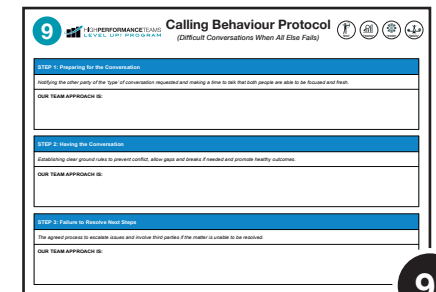 9
HIGHPERFORMANCETEAMS
LEVEL UP! PROGRAM
Calling Behaviour Protocol
(Difficult Conversations When All Else Fails)
STEP 1: Preparing for the Conversation
Notifying the other party of the 'type' of conversation requested and making a time to talk that both people are able to be focused and fresh.
OUR TEAM APPROACH IS:
STEP 2: Having the Conversation
Establishing clear ground rules to prevent conflict, allow gaps and breaks if needed and promote healthy outcomes.
OUR TEAM APPROACH IS:
STEP 3: Failure to Resolve Next Steps
The agreed process to escalate issues and involve third parties if the matter is unable to be resolved.
OUR TEAM APPROACH IS:
9